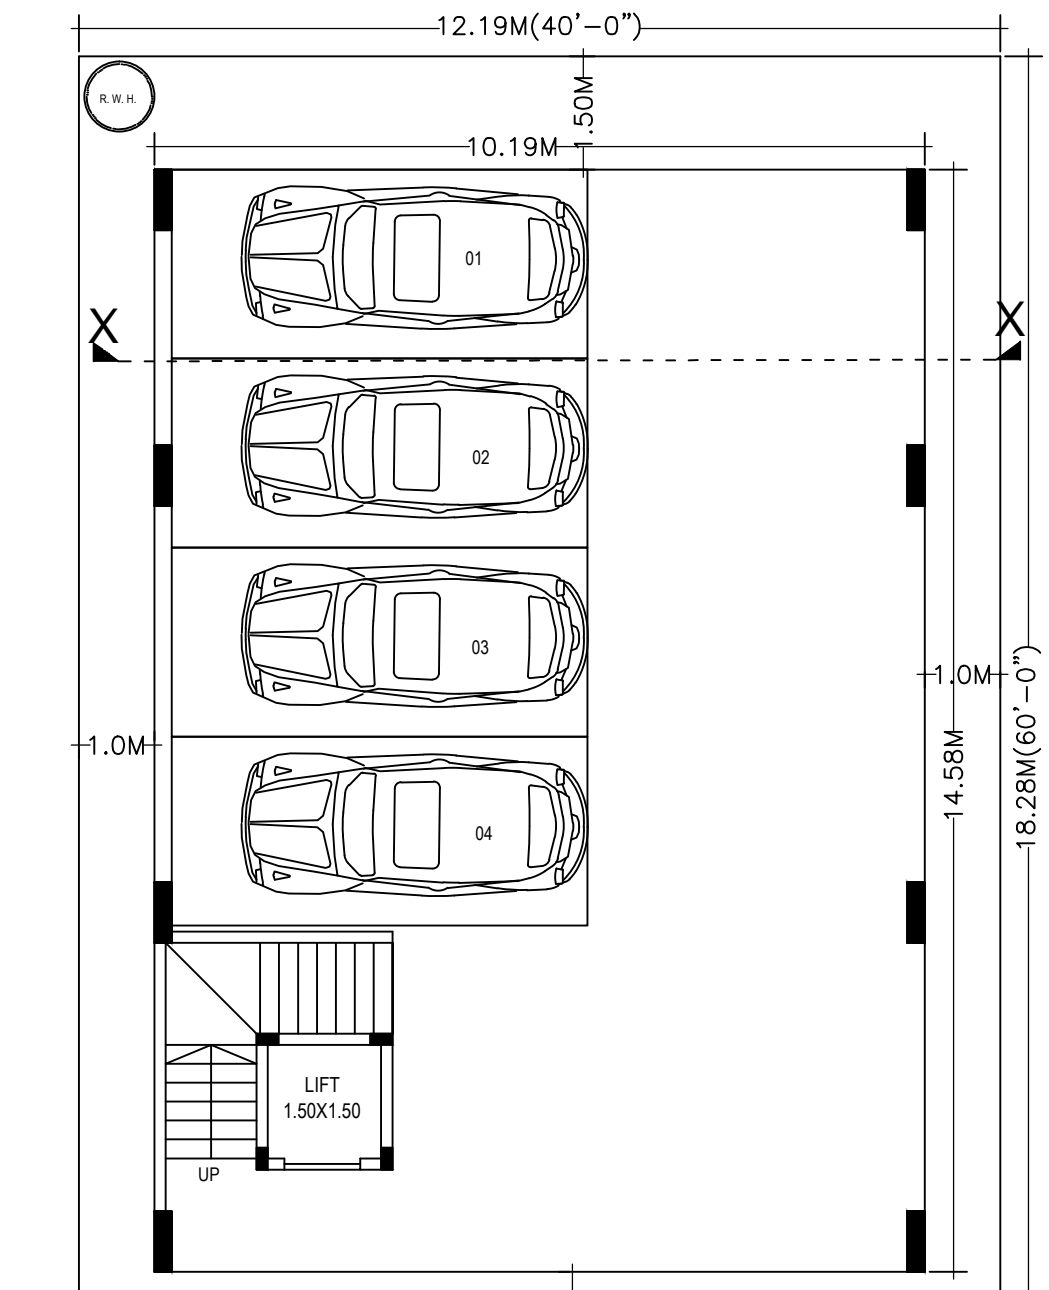 12.19M(40'-0")
R. W. H.
1.50M
10.19M
01
X
X
02
03
1.0M
1.0M
14.58M
18.28M(60'-0")
04
LIFT
1.50X1.50
UP